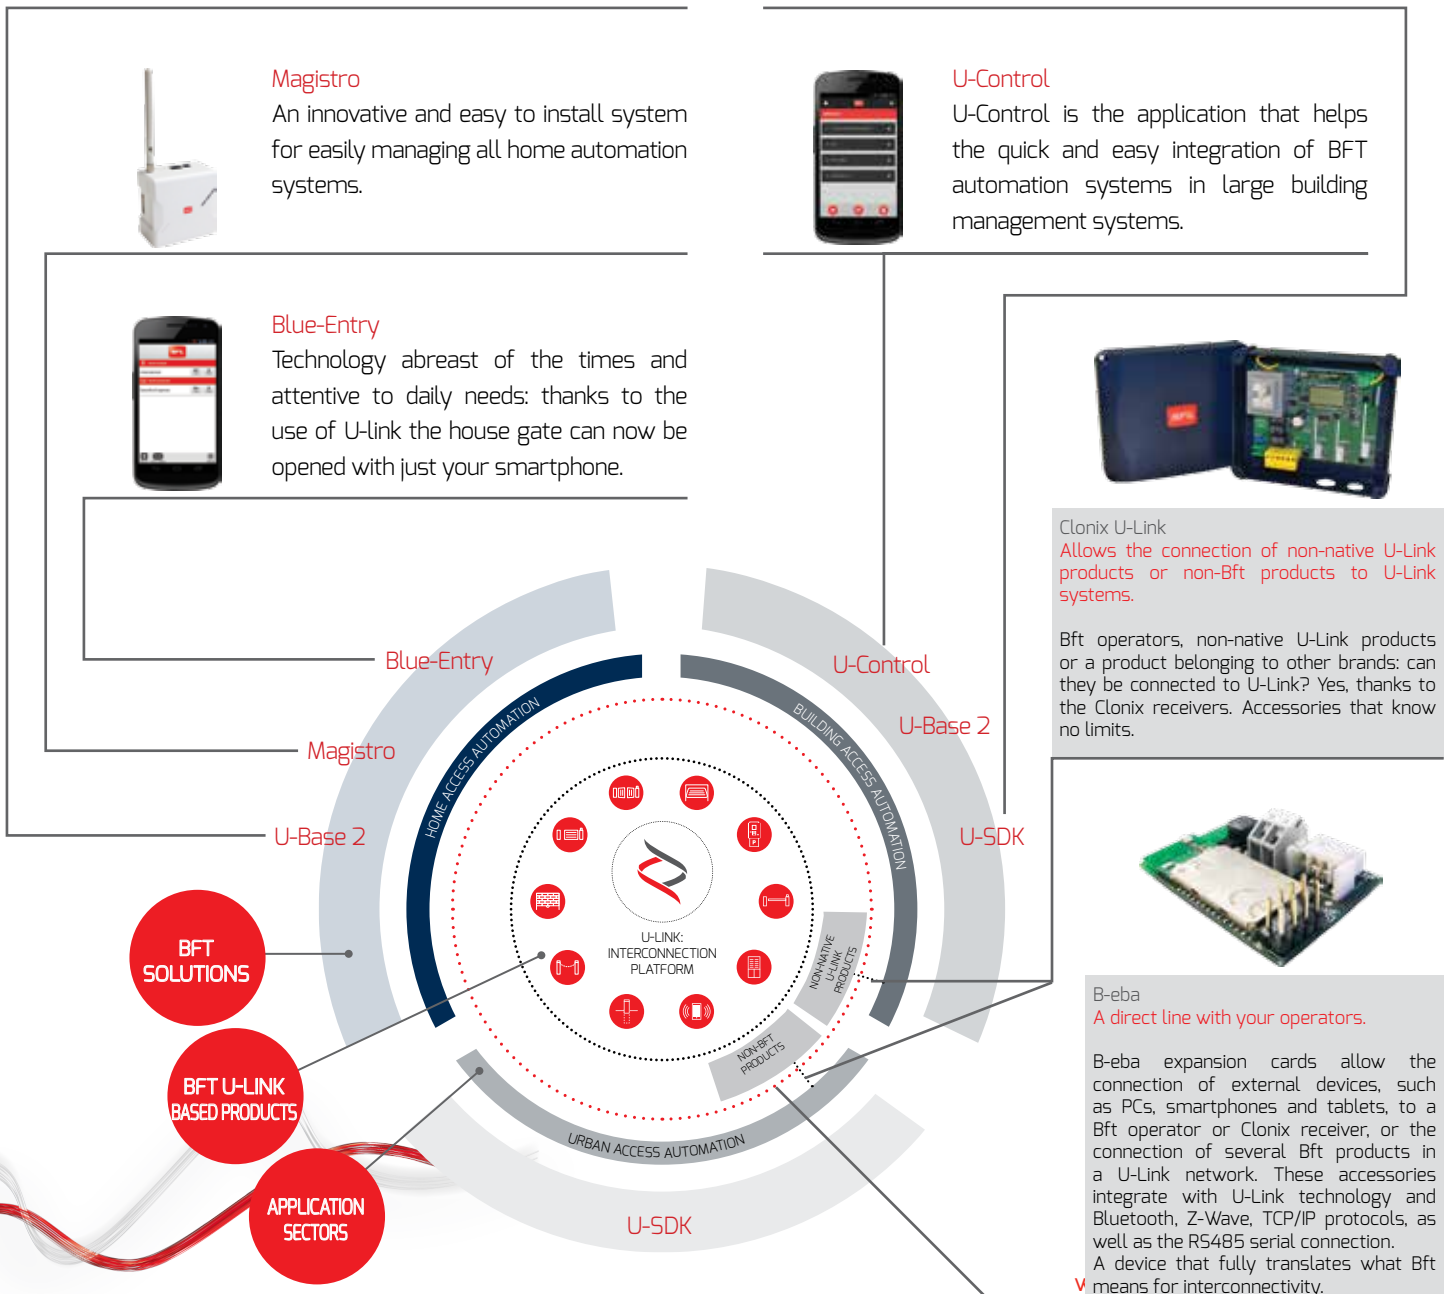 Magistro
An innovative and easy to install system
for easily managing all home automation
systems.
U-Control
U-Control is the application that helps
the quick and easy integration of BFT
automation systems in large building
management systems.
Blue-Entry
Technology abreast of the times and
attentive to daily needs: thanks to the
use of U-link the house gate can now be
opened with just your smartphone.
Clonix U-Link
Allows the connection of non-native U-Link
products or non-Bft products to U-Link
systems.
Bft operators, non-native U-Link products
or a product belonging to other brands: can
they be connected to U-Link? Yes, thanks to
the Clonix receivers. Accessories that know
no limits.
Blue-Entry
Magistro
U-Base 2
U-Control
U-Base 2
U-SDK
HOME ACCESS AUTOMATION
BUILDING ACCESS AUTOMATION
U-LINK:
INTERCONNECTION
PLATFORM
NON-NATIVE
U-LINK
PRODUCTS
NON-BFT
PRODUCTS
URBAN ACCESS AUTOMATION
U-SDK
BFT
SOLUTIONS
BFT U-LINK
BASED PRODUCTS
APPLICATION
SECTORS
B-eba
A direct line with your operators.
B-eba expansion cards allow the
connection of external devices, such
as PCs, smartphones and tablets, to a
Bft operator or Clonix receiver, or the
connection of several Bft products in
a U-Link network. These accessories
integrate with U-Link technology and
Bluetooth, Z-Wave, TCP/IP protocols, as
well as the RS485 serial connection.
A device that fully translates what Bft
means for interconnectivity.